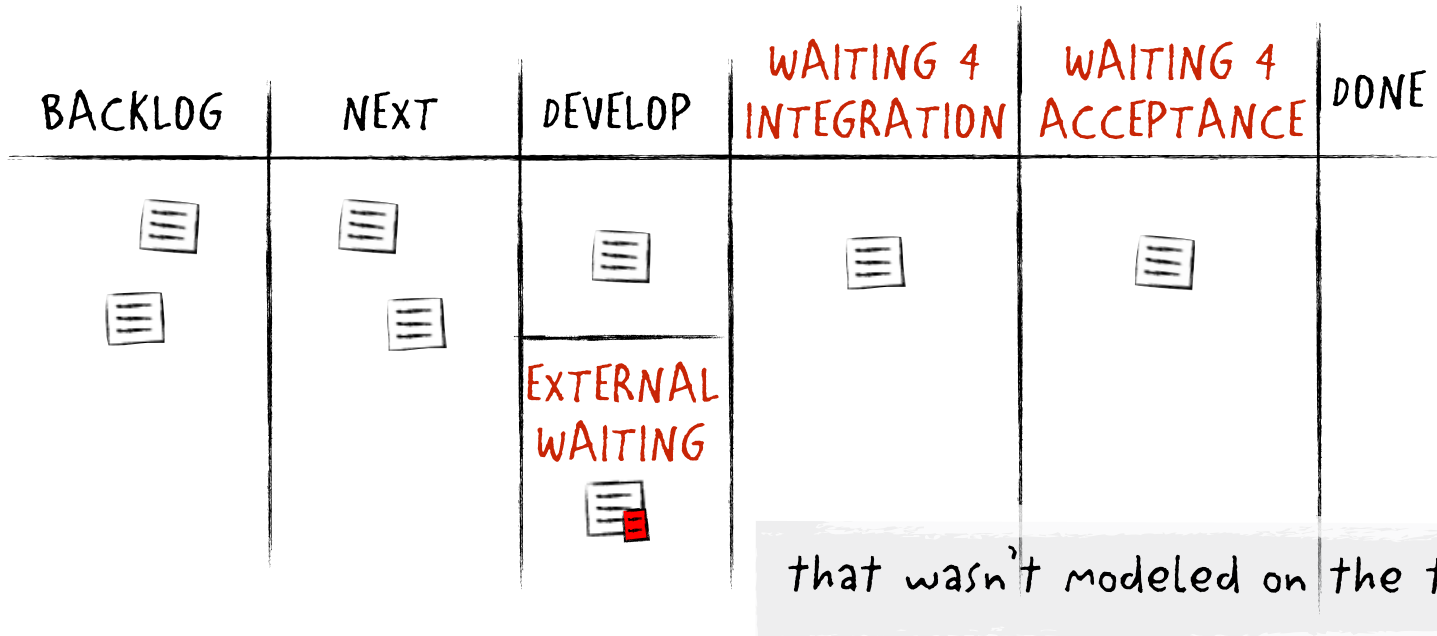 BACKLOG
NEXT
DEVELOP
WAITING 4
INTEGRATION
WAITING 4
ACCEPTANCE
DONE
EXTERNAL
WAITING
that wasn't modeled on the t